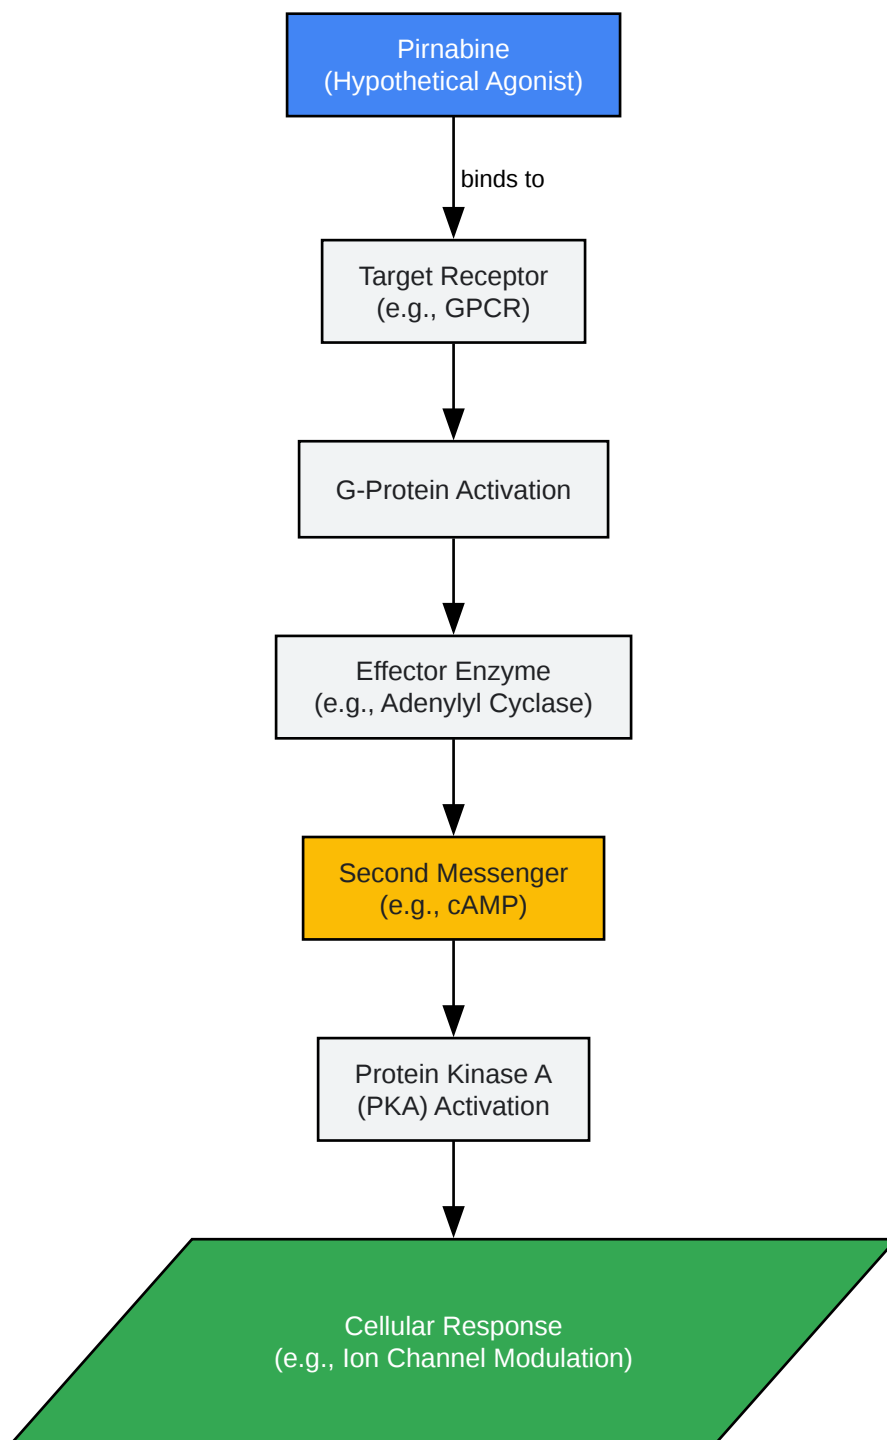 Pirnabine
(Hypothetical Agonist)
binds to
Target Receptor
(e.g., GPCR)
G-Protein Activation
Effector Enzyme
(e.g., Adenylyl Cyclase)
Second Messenger
(e.g., cAMP)
Protein Kinase A
(PKA) Activation
Cellular Response
(e.g., Ion Channel Modulation)